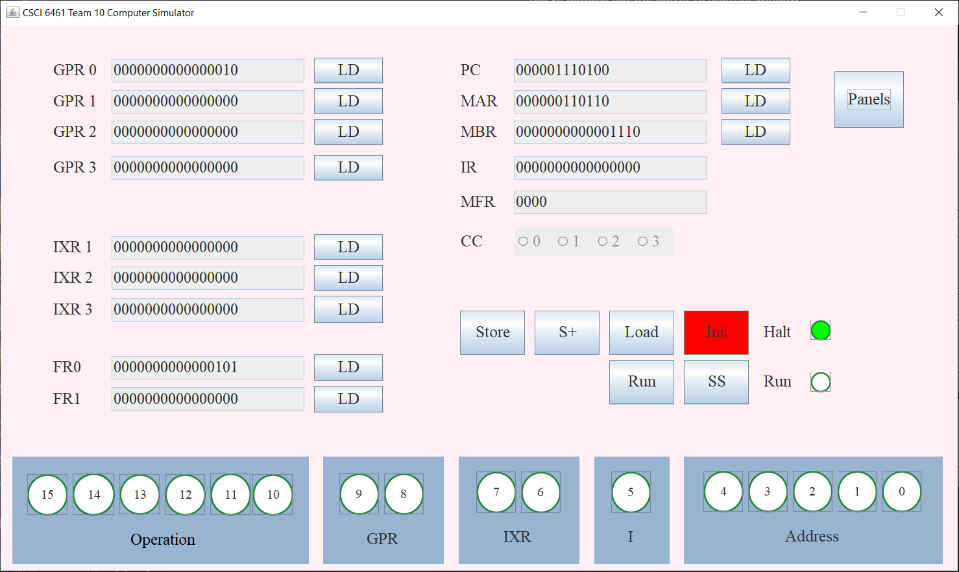 CSCI 6461 Team 10 Computer Simulator
GPR 0 0000000000000010 LD
GPR 1 0000000000000000 LD
GPR 2 0000000000000000 LD
GPR 3 0000000000000000 LD
IXR 1 0000000000000000 LD
IXR 2 0000000000000000 LD
IXR 3 0000000000000000 LD
FR0 0000000000000101 LD
FR1 0000000000000000 LD
PC 000001110100 LD
MAR 000000110110 LD
MBR 0000000000001110 LD
IR 0000000000000000
MFR 0000
CC 0 1 2 3
Panels
Store S+ Load Init Halt
Run SS Run
15 14 13 12 11 10
Operation
9 8
GPR
7 6
IXR
5
I
4 3 2 1 0
Address